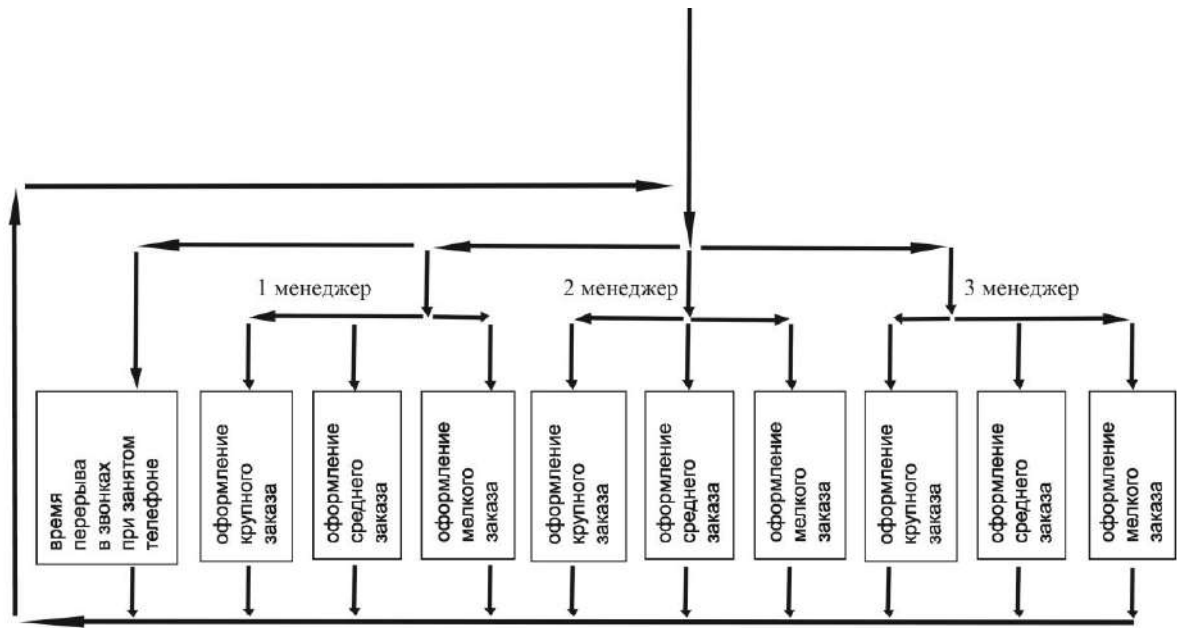 1 менеджер
2 менеджер
3 менеджер
время
перерыва
в звонках
при занятом
телефоне
оформление
крупного
заказа
оформление
среднего
заказа
оформление
мелкого
заказа
оформление
крупного
заказа
оформление
среднего
заказа
оформление
мелкого
заказа
оформление
крупного
заказа
оформление
среднего
заказа
оформление
мелкого
заказа